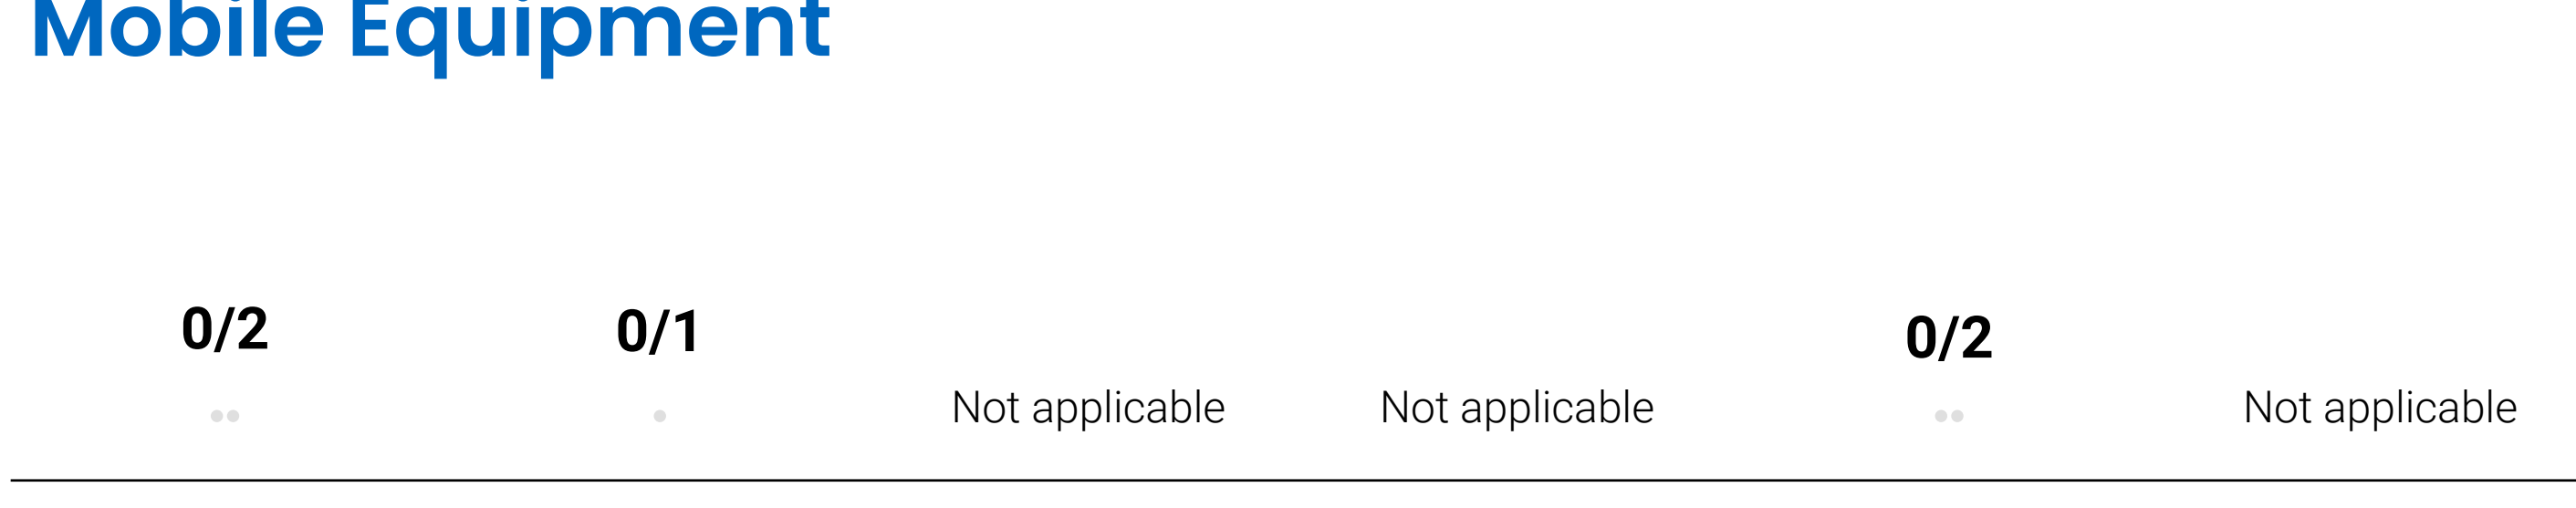 Mobile Equipment
0/2 0/1 0/2
Not applicable Not applicable Not applicable